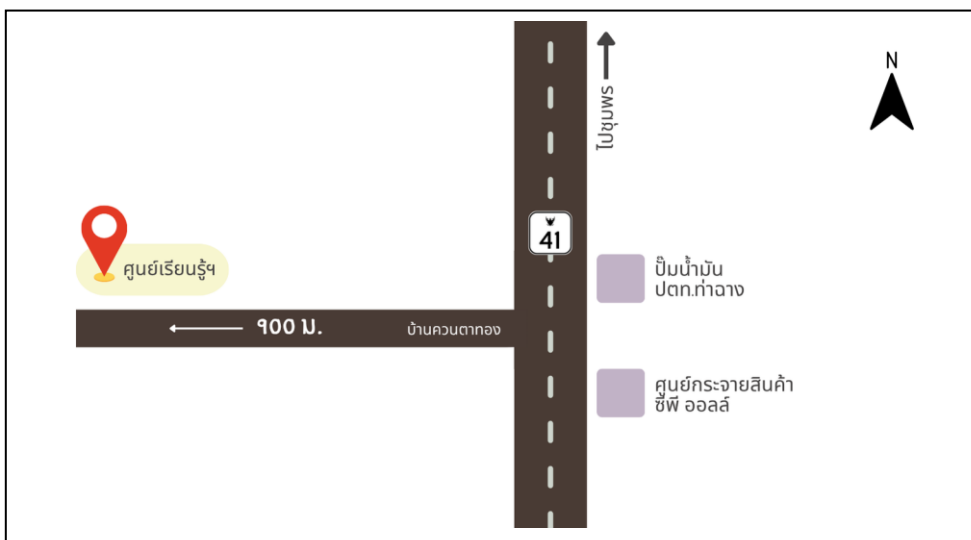 N
ไปชุมพร
41
ศูนย์เรียนรู้ฯ
ปั๊มน้ำมัน
ปตท.ท่าฉาง
900 ม.
บ้านควนตาทอง
ศูนย์กระจายสินค้า
ซีพี ออลล์